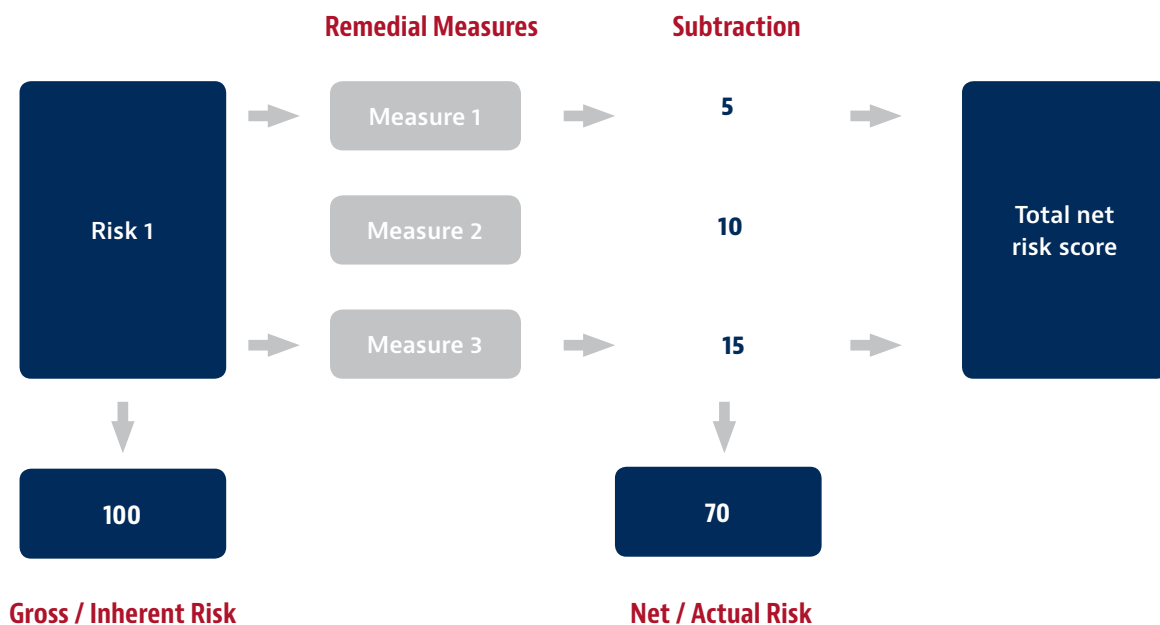 Remedial Measures
Subtraction
Risk 1
Measure 1
5
Measure 2
10
Measure 3
15
Total net
risk score
100
70
Gross / Inherent Risk
Net / Actual Risk